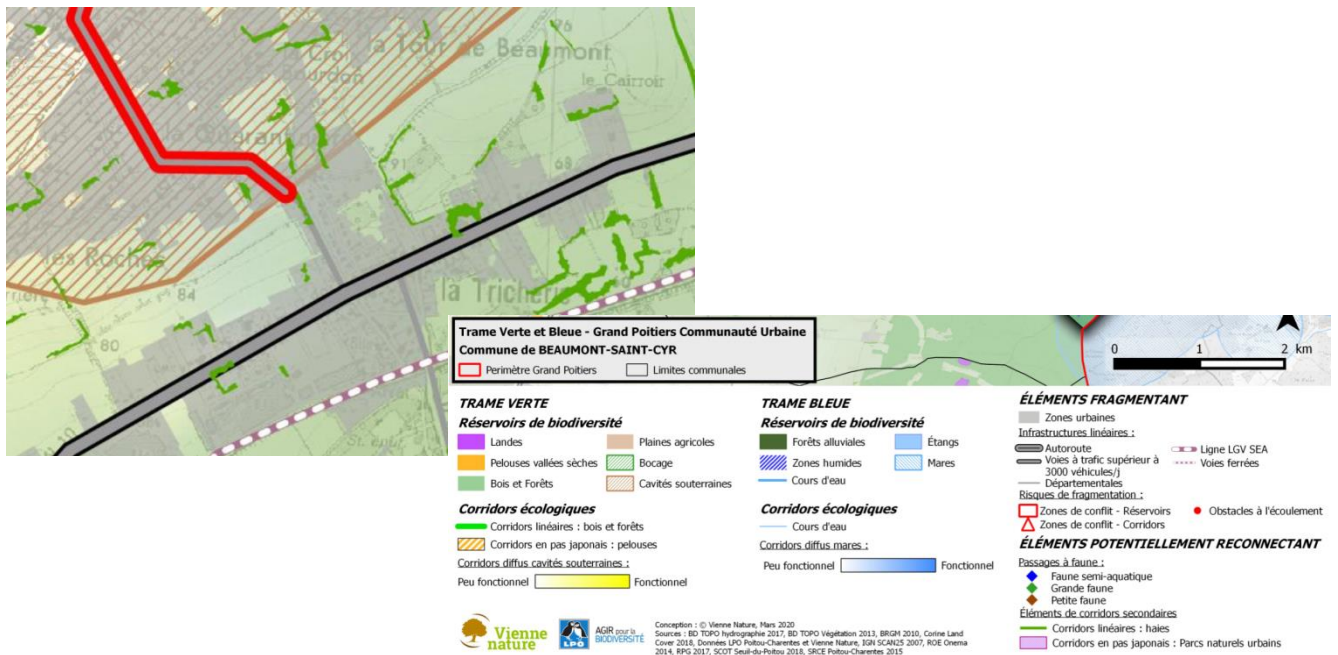 96
la Tour de Beaumont
la Croix
Bourdon
le Cairroir
la Quarantine
91
68
les Roches
84
la Tricherie
80
Trame Verte et Bleue - Grand Poitiers Communauté Urbaine
Commune de BEAUMONT-SAINT-CYR
Perimètre Grand Poitiers
Limites communales
0 1 2 km
TRAME VERTE
Réservoirs de biodiversité
Landes
Plaines agricoles
Pelouses vallées sèches
Bocage
Bois et Forêts
Cavités souterraines
Corridors écologiques
Corridors linéaires : bois et forêts
Corridors en pas japonais : pelouses
Corridors diffus cavités souterraines :
Peu fonctionnel
Fonctionnel
TRAME BLEUE
Réservoirs de biodiversité
Forêts alluviales
Étangs
Zones humides
Mares
Cours d'eau
Corridors écologiques
Cours d'eau
Corridors diffus mares :
Peu fonctionnel
Fonctionnel
ÉLÉMENTS FRAGMENTANT
Zones urbaines
Infrastructures linéaires :
Autoroute
Ligne LGV SEA
Voies à trafic supérieur à
3000 véhicules/j
Voies ferrées
Départementales
Risques de fragmentation :
Zones de conflit - Réservoirs
Obstacles à l'écoulement
Zones de conflit - Corridors
ÉLÉMENTS POTENTIELLEMENT RECONNECTANT
Passages à faune :
Faune semi-aquatique
Grande faune
Petite faune
Éléments de corridors secondaires
Corridors linéaires : haies
Corridors en pas japonais : Parcs naturels urbains
Vienne
nature
LPO
AGIR pour la
BIODIVERSITÉ
Conception : © Vienne Nature, Mars 2020
Sources : BD TOPO hydrographie 2017, BD TOPO Végétation 2013, BRGM 2010, Corine Land
Cover 2018, Données LPO Poitou-Charentes et Vienne Nature, IGN SCAN25 2007, ROE Onema
2014, RPG 2017, SCOT Seuil-du-Poitou 2018, SRCE Poitou-Charentes 2015